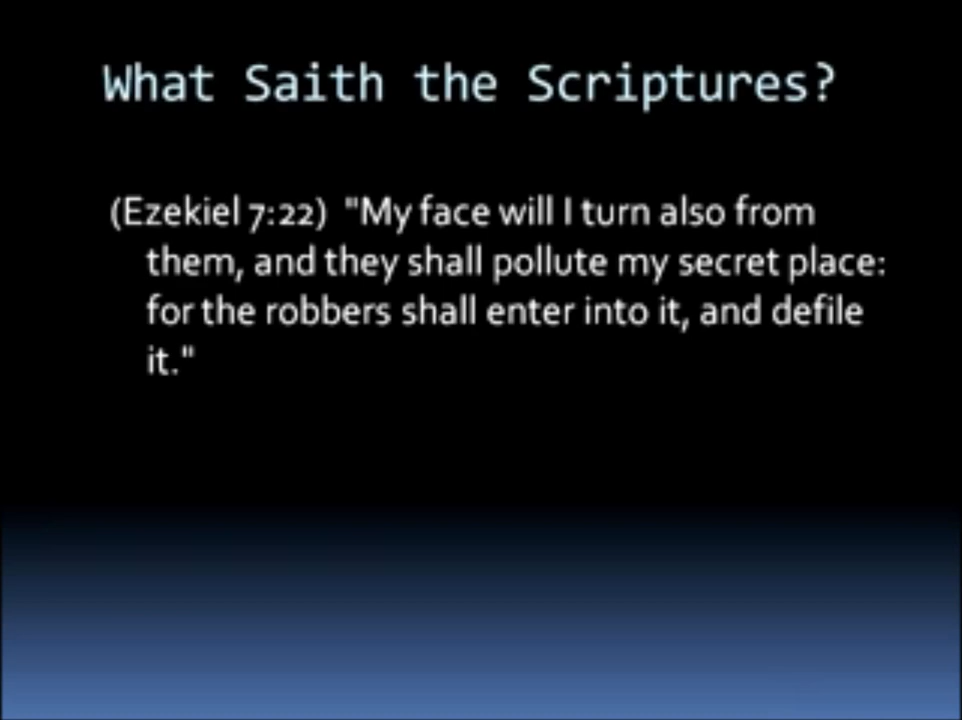 What Saith the Scriptures?
(Ezekiel 7:22) "My face will I turn also from
them, and they shall pollute my secret place:
for the robbers shall enter into it, and defile
it."